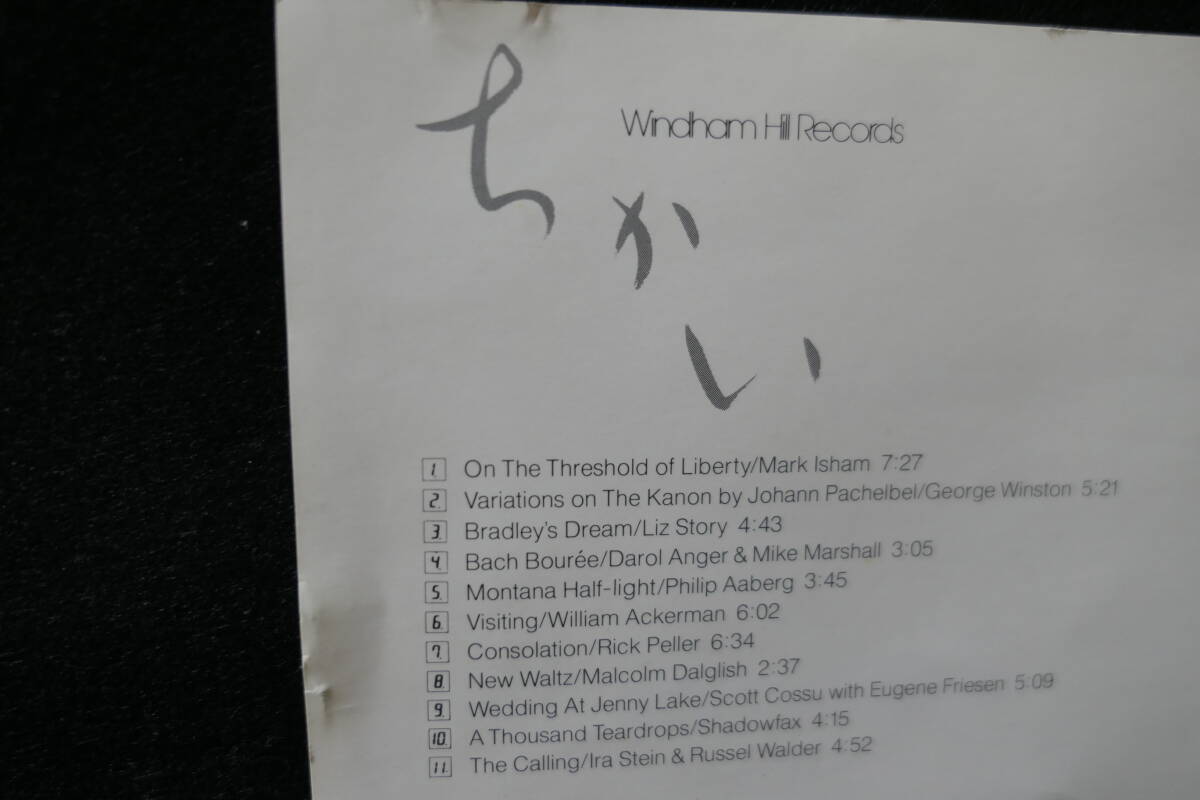 ちかい
Windham Hill Records
1. On The Threshold of Liberty/Mark Isham 7:27
2. Variations on The Kanon by Johann Pachelbel/George Winston 5:21
3. Bradley's Dream/Liz Story 4:43
4. Bach Bourée/Darol Anger & Mike Marshall 3:05
5. Montana Half-light/Philip Aaberg 3:45
6. Visiting/William Ackerman 6:02
7. Consolation/Rick Peller 6:34
8. New Waltz/Malcolm Dalglish 2:37
9. Wedding At Jenny Lake/Scott Cossu with Eugene Friesen 5:09
10. A Thousand Teardrops/Shadowfax 4:15
11. The Calling/Ira Stein & Russel Walder 4:52